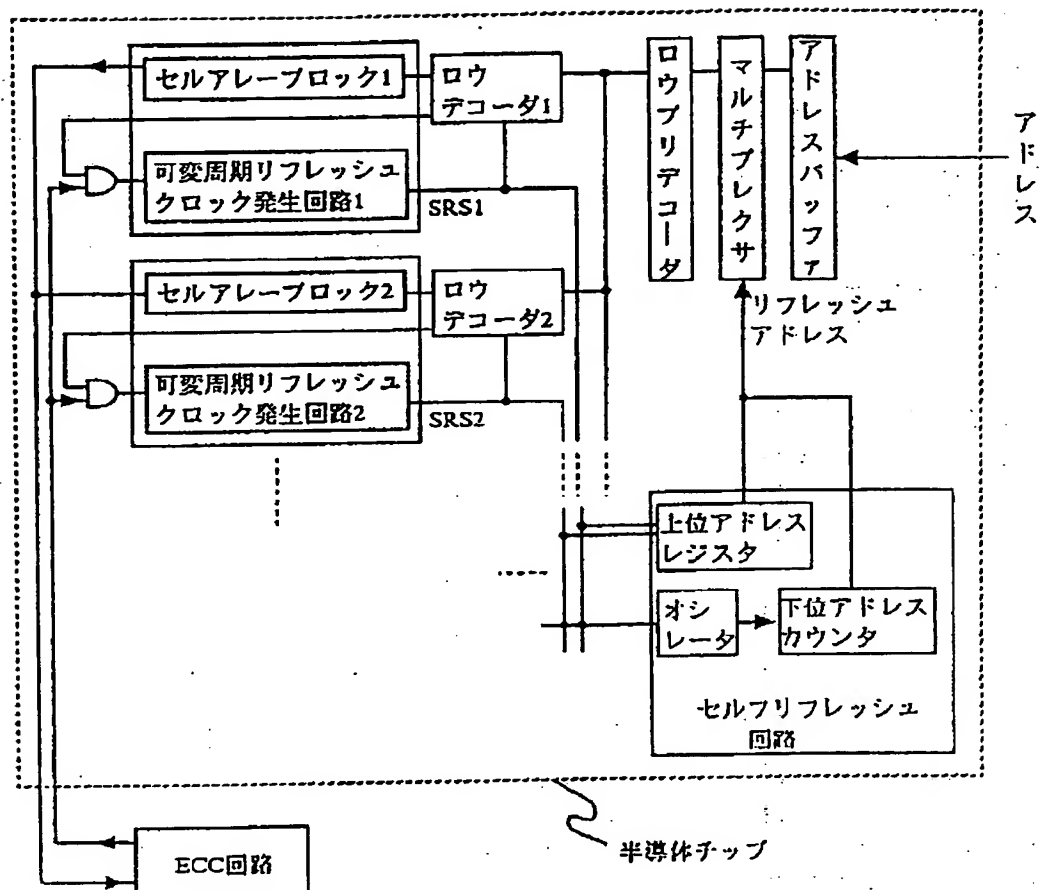 セルアレーブロック1
ロウ
デコーダ1
可変周期リフレッシュ
クロック発生回路1
SRS1
ロウプリデコーダ
マルチプレクサ
アドレスバッファ
アドレス
セルアレーブロック2
ロウ
デコーダ2
可変周期リフレッシュ
クロック発生回路2
SRS2
リフレッシュ
アドレス
上位アドレス
レジスタ
オシ
レータ
下位アドレス
カウンタ
セルフリフレッシュ
回路
半導体チップ
ECC回路